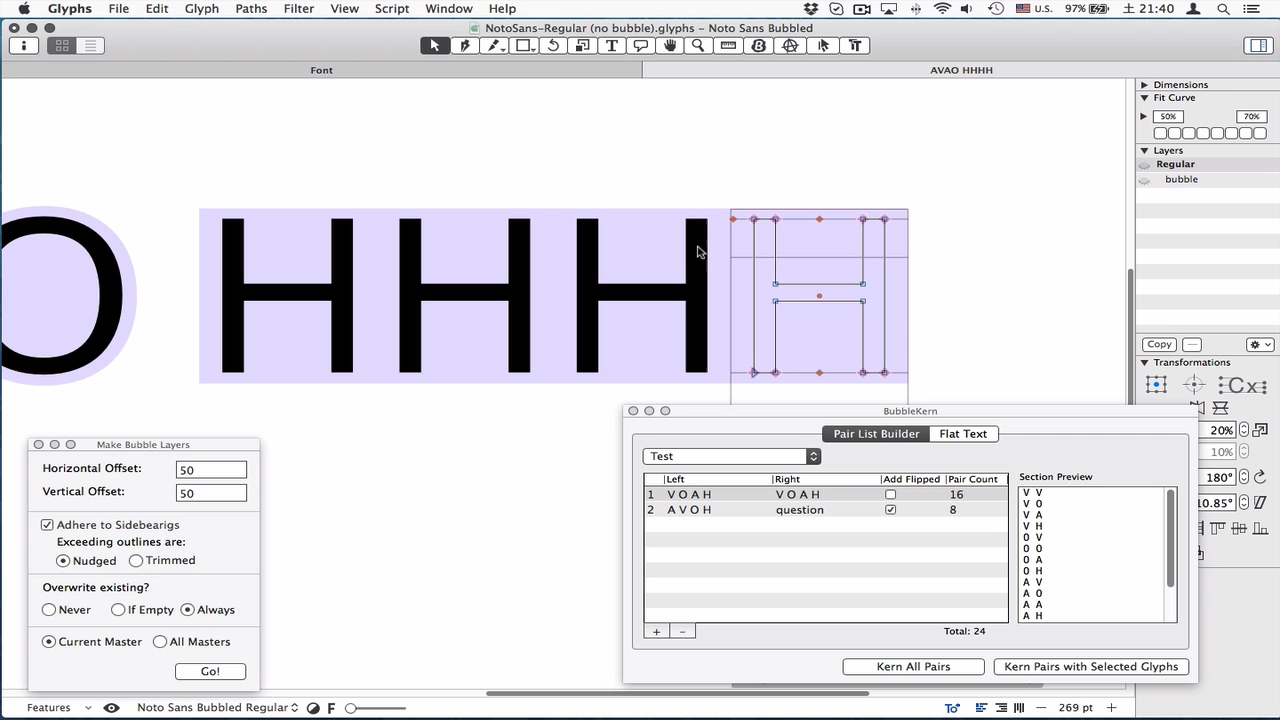 Glyphs File Edit Glyph Paths Filter View Script Window Help U.S. 97% 土 21:40
NotoSans-Regular (no bubble).glyphs – Noto Sans Bubbled
Font AVAO HHHH
O HHHH
Dimensions
Fit Curve
50% 70%
Layers
Regular
bubble
Copy
Transformations
Cx
20%
10%
180°
10.85°
Make Bubble Layers
Horizontal Offset: 50
Vertical Offset: 50
Adhere to Sidebearigs
Exceeding outlines are:
Nudged Trimmed
Overwrite existing?
Never If Empty Always
Current Master All Masters
Go!
BubbleKern
Pair List Builder Flat Text
Test
Left Right Add Flipped Pair Count
1 V O A H V O A H 16
2 A V O H question 8
+ – Total: 24
Section Preview
V V
V O
V A
V H
O V
O O
O A
O H
A V
A O
A A
A H
Kern All Pairs Kern Pairs with Selected Glyphs
Features Noto Sans Bubbled Regular F 269 pt